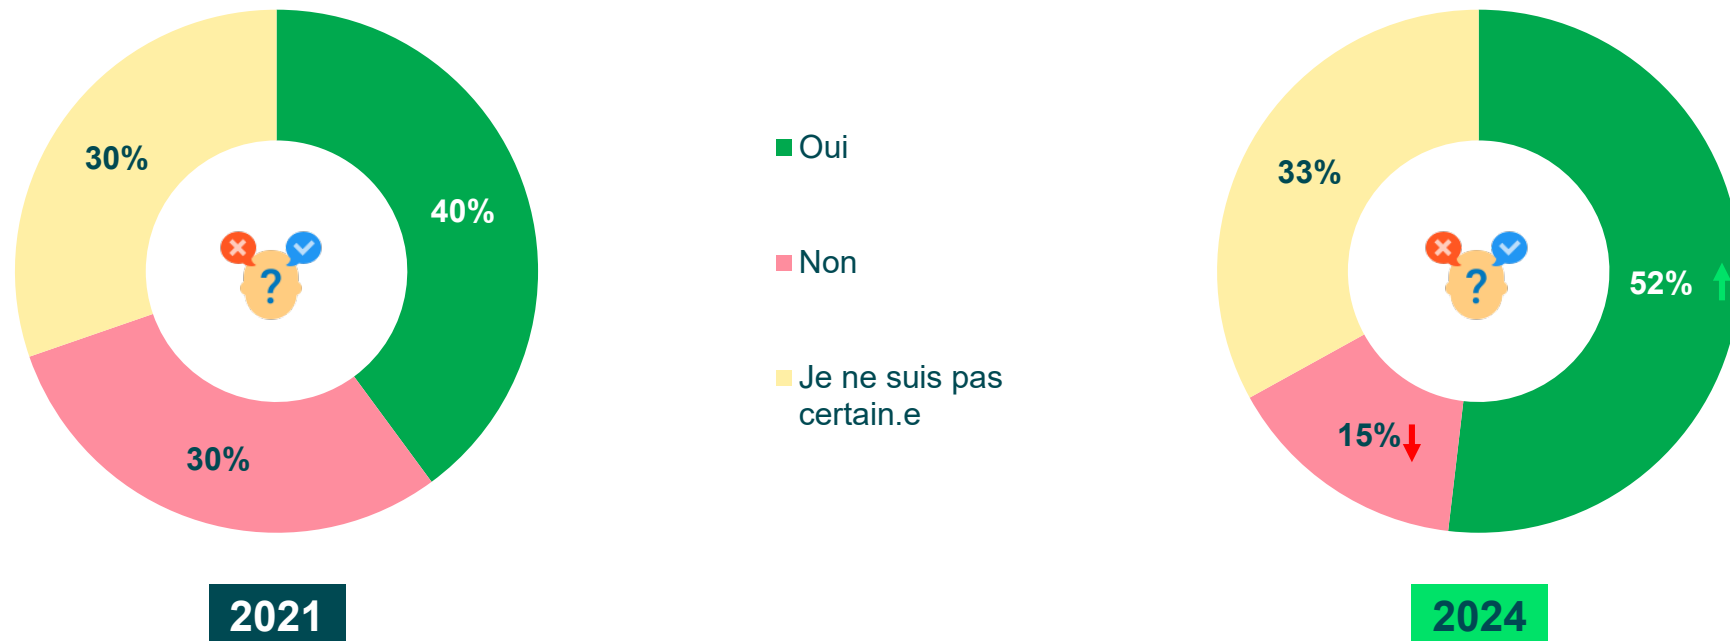 30%
40%
30%
?
2021
Oui
Non
Je ne suis pas
certain.e
33%
52%
15%
?
2024